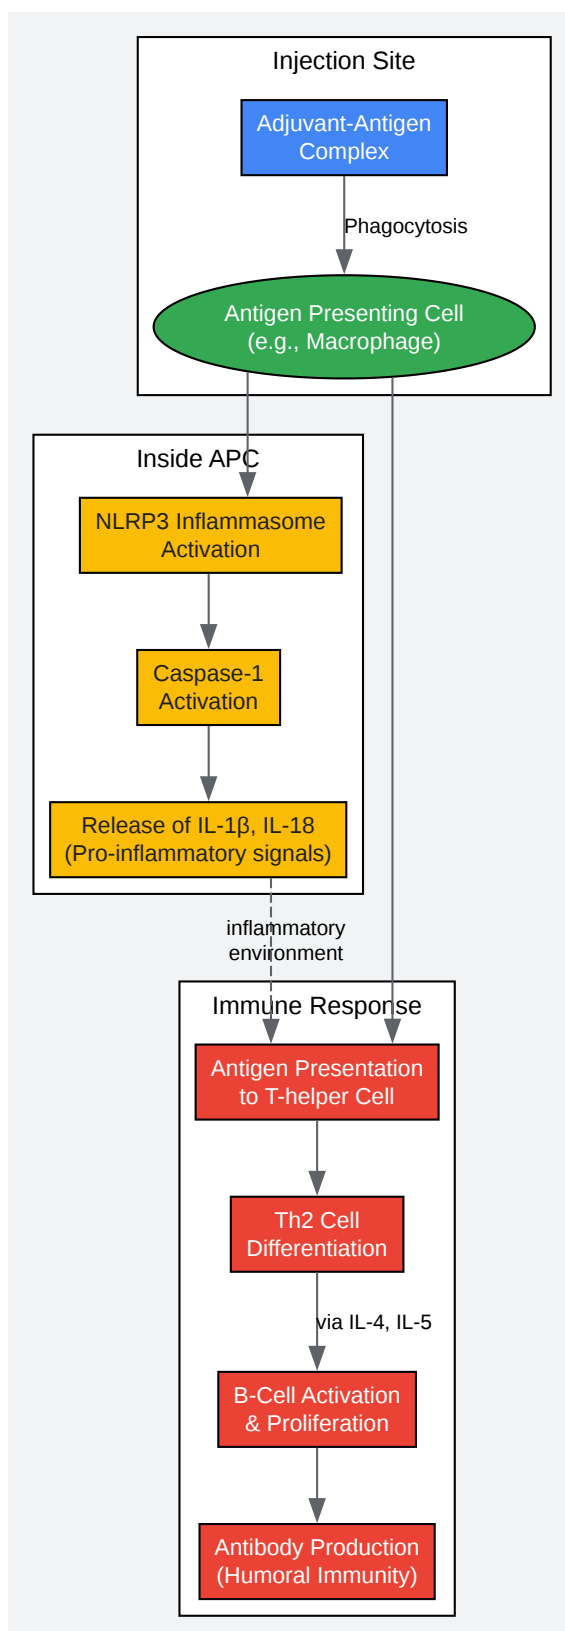 Injection Site
Adjuvant-Antigen
Complex
Phagocytosis
Antigen Presenting Cell
(e.g., Macrophage)
Inside APC
NLRP3 Inflammasome
Activation
Caspase-1
Activation
Release of IL-1β, IL-18
(Pro-inflammatory signals)
inflammatory
environment
Immune Response
Antigen Presentation
to T-helper Cell
Th2 Cell
Differentiation
via IL-4, IL-5
B-Cell Activation
& Proliferation
Antibody Production
(Humoral Immunity)